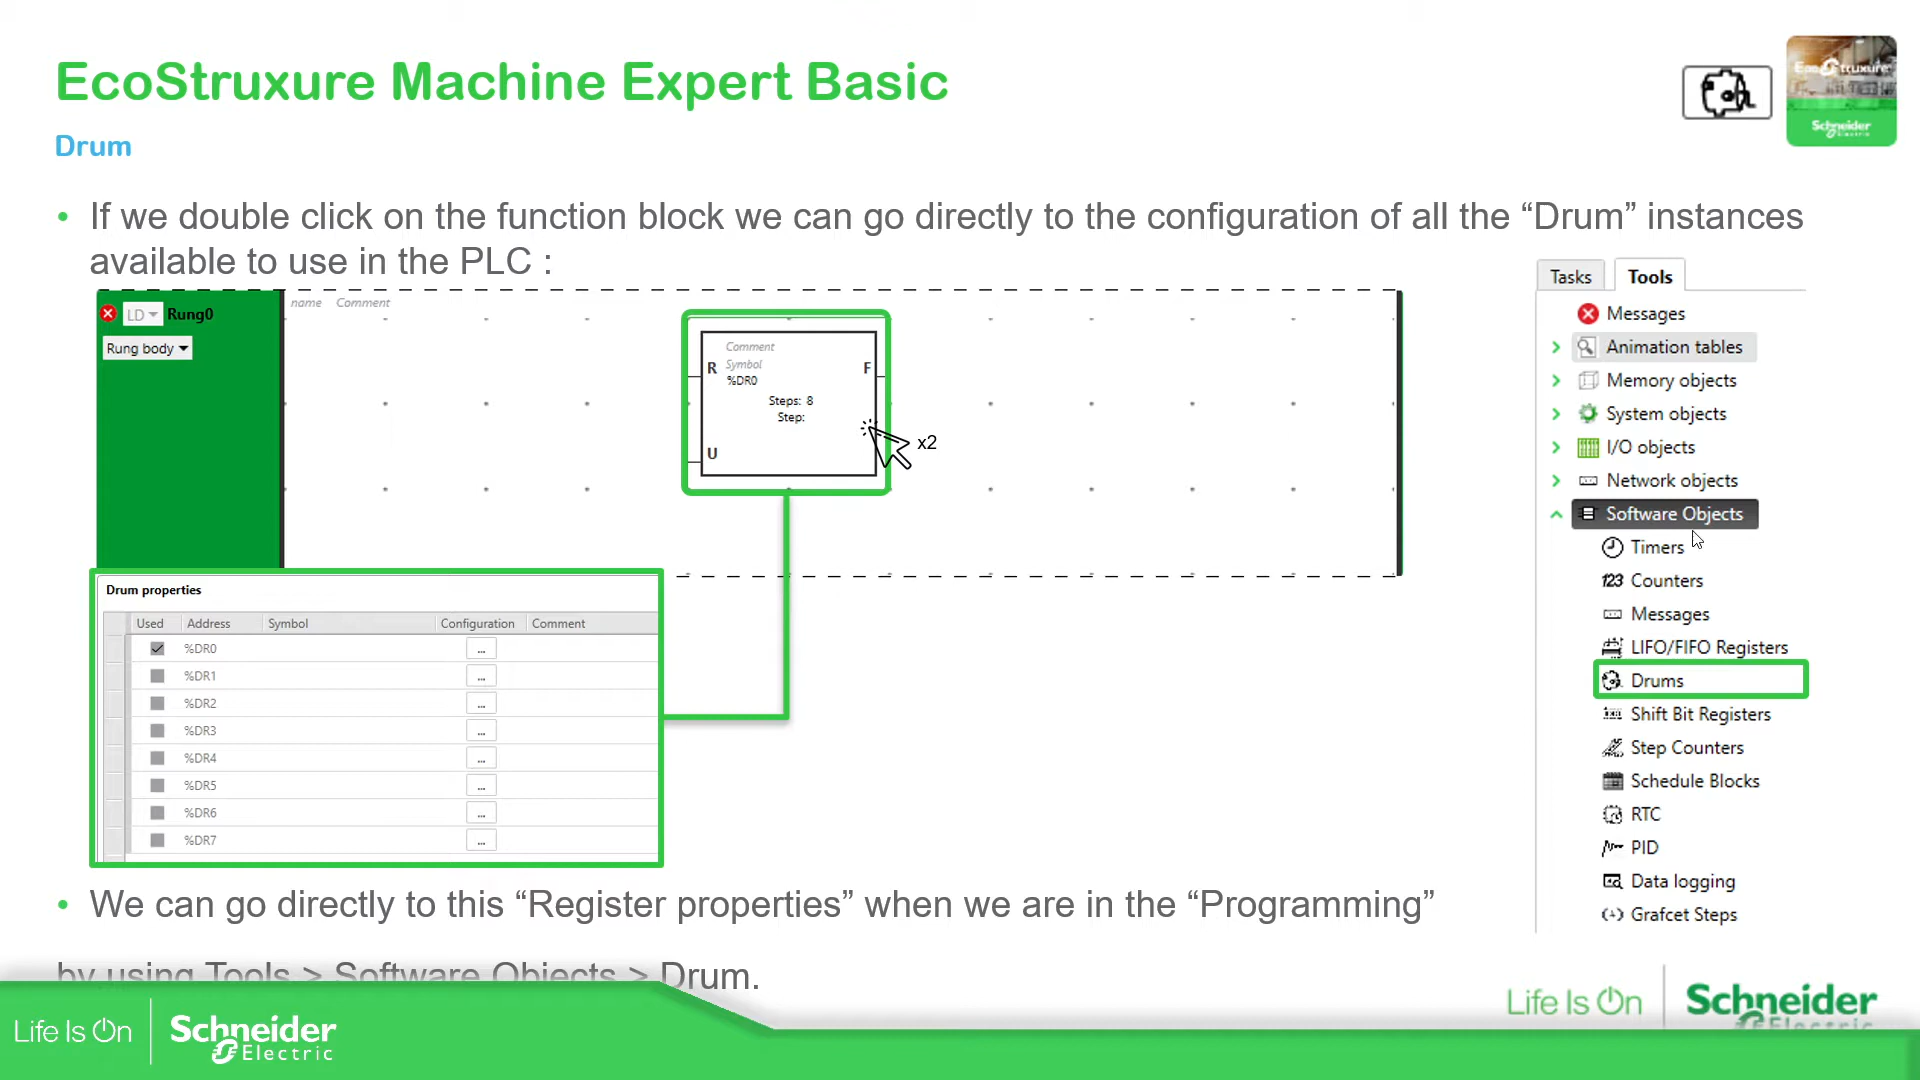 EcoStruxure Machine Expert Basic
EcoStruxure
Schneider
Electric
Drum
• If we double click on the function block we can go directly to the configuration of all the “Drum” instances
available to use in the PLC :
LD Rung0
name Comment
Rung body
Comment
Symbol
R F
%DR0
Steps: 8
Step:
U
x2
Drum properties
Used Address Symbol Configuration Comment
%DR0 ...
%DR1 ...
%DR2 ...
%DR3 ...
%DR4 ...
%DR5 ...
%DR6 ...
%DR7 ...
Tasks Tools
Messages
Animation tables
Memory objects
System objects
I/O objects
Network objects
Software Objects
Timers
123 Counters
Messages
LIFO/FIFO Registers
Drums
Shift Bit Registers
Step Counters
Schedule Blocks
RTC
PID
Data logging
Grafcet Steps
• We can go directly to this “Register properties” when we are in the “Programming”
by using Tools > Software Objects > Drum.
Life Is On Schneider
Electric
Life Is On Schneider
Electric